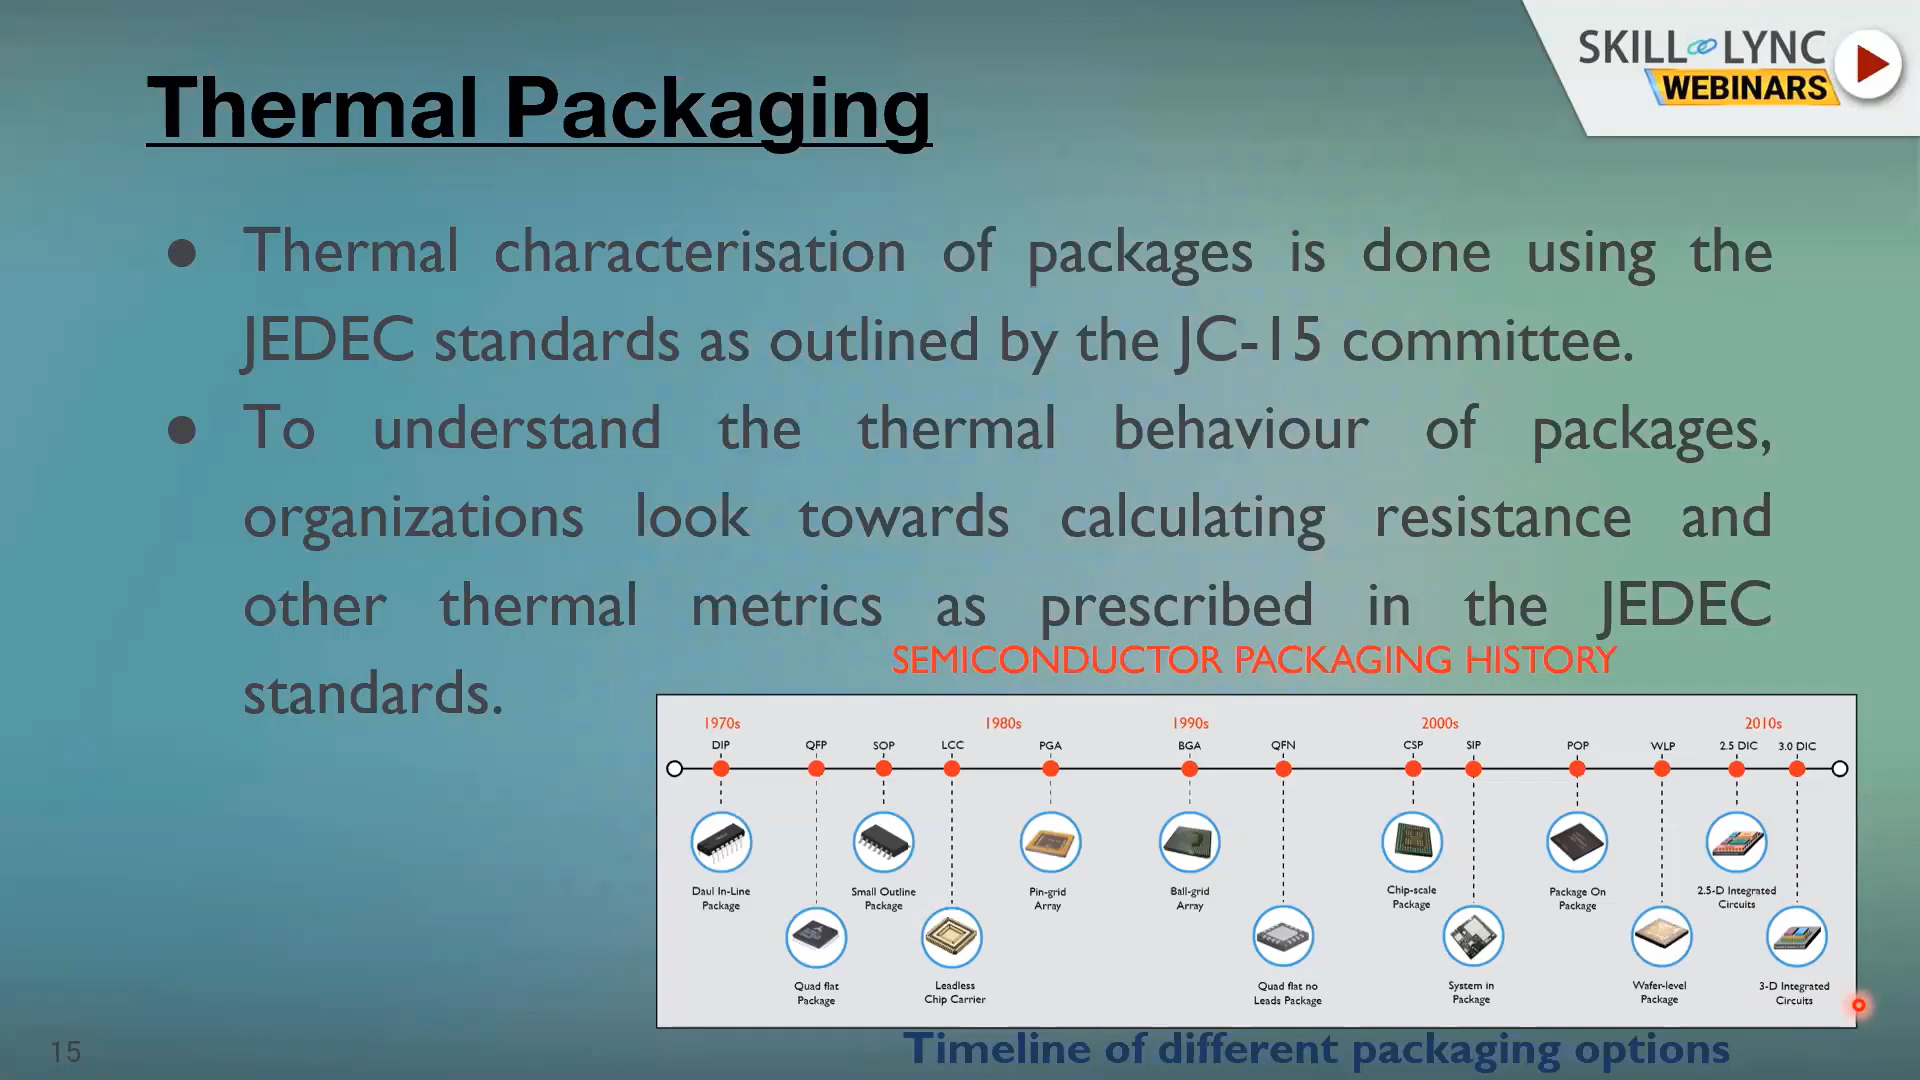 SKILL LYNC
WEBINARS
Thermal Packaging
● Thermal characterisation of packages is done using the
JEDEC standards as outlined by the JC-15 committee.
● To understand the thermal behaviour of packages,
organizations look towards calculating resistance and
other thermal metrics as prescribed in the JEDEC
standards.
SEMICONDUCTOR PACKAGING HISTORY
1970s 1980s 1990s 2000s 2010s
DIP QFP SOP LCC PGA BGA QFN CSP SIP POP WLP 2.5 DIC 3.0 DIC
Daul In-Line
Package
Small Outline
Package
Pin-grid
Array
Ball-grid
Array
Chip-scale
Package
Package On
Package
2.5-D Integrated
Circuits
Quad flat
Package
Leadless
Chip Carrier
Quad flat no
Leads Package
System in
Package
Wafer-level
Package
3-D Integrated
Circuits
Timeline of different packaging options
15